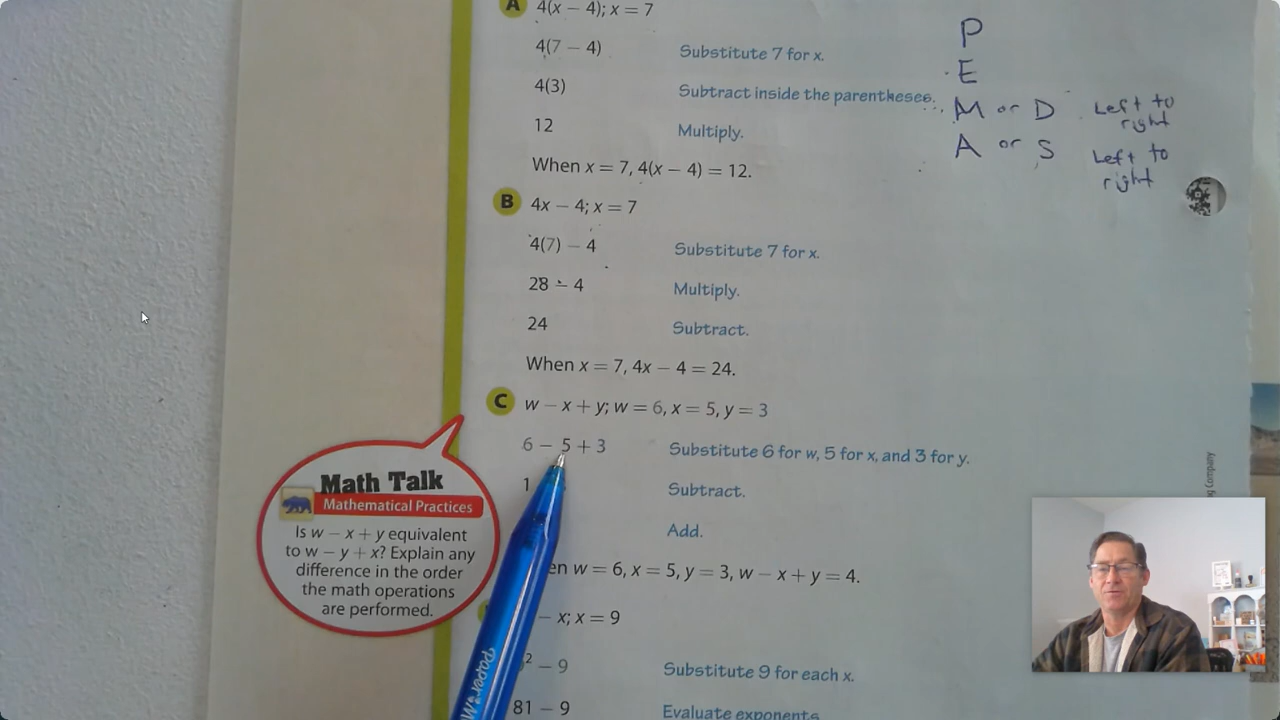 A 4(x − 4); x = 7
4(7 − 4) Substitute 7 for x.
4(3) Subtract inside the parentheses.
12 Multiply.
When x = 7, 4(x − 4) = 12.
P
E
M or D Left to right
A or S Left to right
B 4x − 4; x = 7
4(7) − 4 Substitute 7 for x.
28 − 4 Multiply.
24 Subtract.
When x = 7, 4x − 4 = 24.
C w − x + y; w = 6, x = 5, y = 3
6 − 5 + 3 Substitute 6 for w, 5 for x, and 3 for y.
1 Subtract.
Add.
w = 6, x = 5, y = 3, w − x + y = 4.
− x; x = 9
² − 9 Substitute 9 for each x.
81 − 9 Evaluate exponents.
Math Talk
Mathematical Practices
Is w − x + y equivalent
to w − y + x? Explain any
difference in the order
the math operations
are performed.
Company